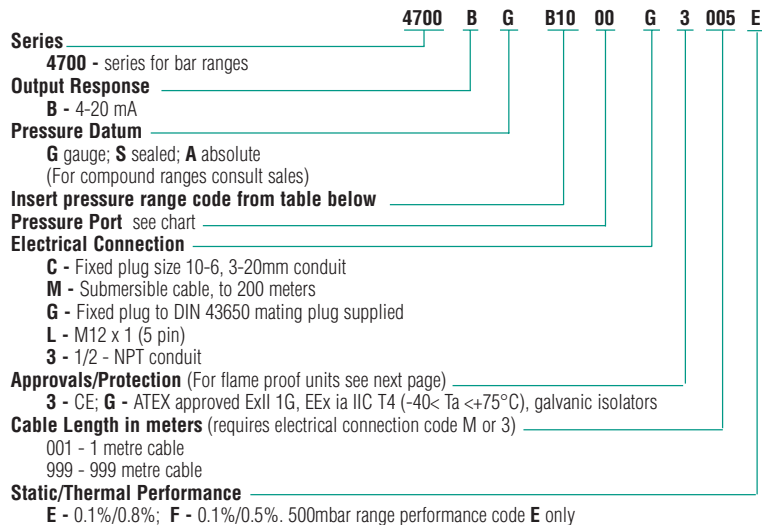 4700 B G B10 00 G 3 005 E
Series
4700 - series for bar ranges
Output Response
B - 4-20 mA
Pressure Datum
G gauge; S sealed; A absolute
(For compound ranges consult sales)
Insert pressure range code from table below
Pressure Port see chart
Electrical Connection
C - Fixed plug size 10-6, 3-20mm conduit
M - Submersible cable, to 200 meters
G - Fixed plug to DIN 43650 mating plug supplied
L - M12 x 1 (5 pin)
3 - 1/2 - NPT conduit
Approvals/Protection (For flame proof units see next page)
3 - CE; G - ATEX approved ExII 1G, EEx ia IIC T4 (-40< Ta <+75°C), galvanic isolators
Cable Length in meters (requires electrical connection code M or 3)
001 - 1 metre cable
999 - 999 metre cable
Static/Thermal Performance
E - 0.1%/0.8%; F - 0.1%/0.5%. 500mbar range performance code E only